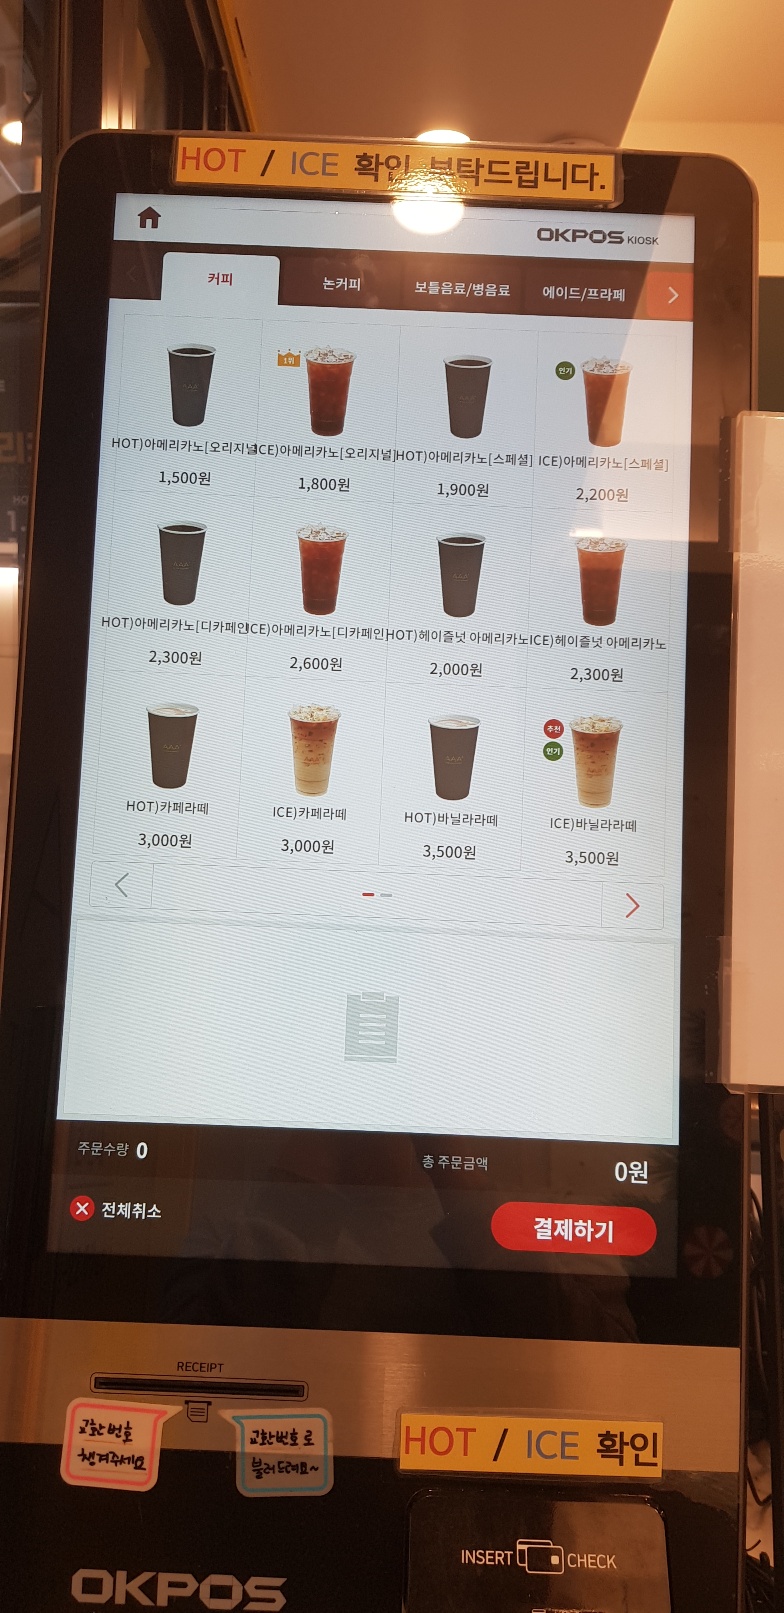 HOT / ICE 확인 부탁드립니다.
OKPOS KIOSK
커피 논커피 보틀음료/병음료 에이드/프라페
1위 인기
HOT)아메리카노[오리지널 ICE)아메리카노[오리지널] HOT)아메리카노[스페셜] ICE)아메리카노[스페셜]
1,500원 1,800원 1,900원 2,200원
HOT)아메리카노[디카페인 ICE)아메리카노[디카페인] HOT)헤이즐넛 아메리카노 ICE)헤이즐넛 아메리카노
2,300원 2,600원 2,000원 2,300원
추천
인기
HOT)카페라떼 ICE)카페라떼 HOT)바닐라라떼 ICE)바닐라라떼
3,000원 3,000원 3,500원 3,500원
주문수량 0 총 주문금액 0원
전체취소 결제하기
RECEIPT
교환번호
챙겨주세요
교환번호로
불러드려요~
HOT / ICE 확인
INSERT CHECK
OKPOS